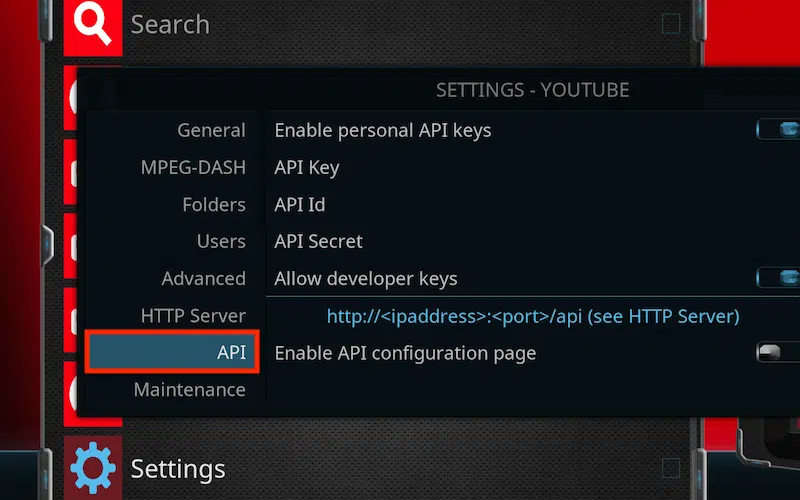 Search
SETTINGS - YOUTUBE
General
Enable personal API keys
MPEG-DASH
API Key
Folders
API Id
Users
API Secret
Advanced
Allow developer keys
HTTP Server
http://<ipaddress>:<port>/api (see HTTP Server)
API
Enable API configuration page
Maintenance
Settings